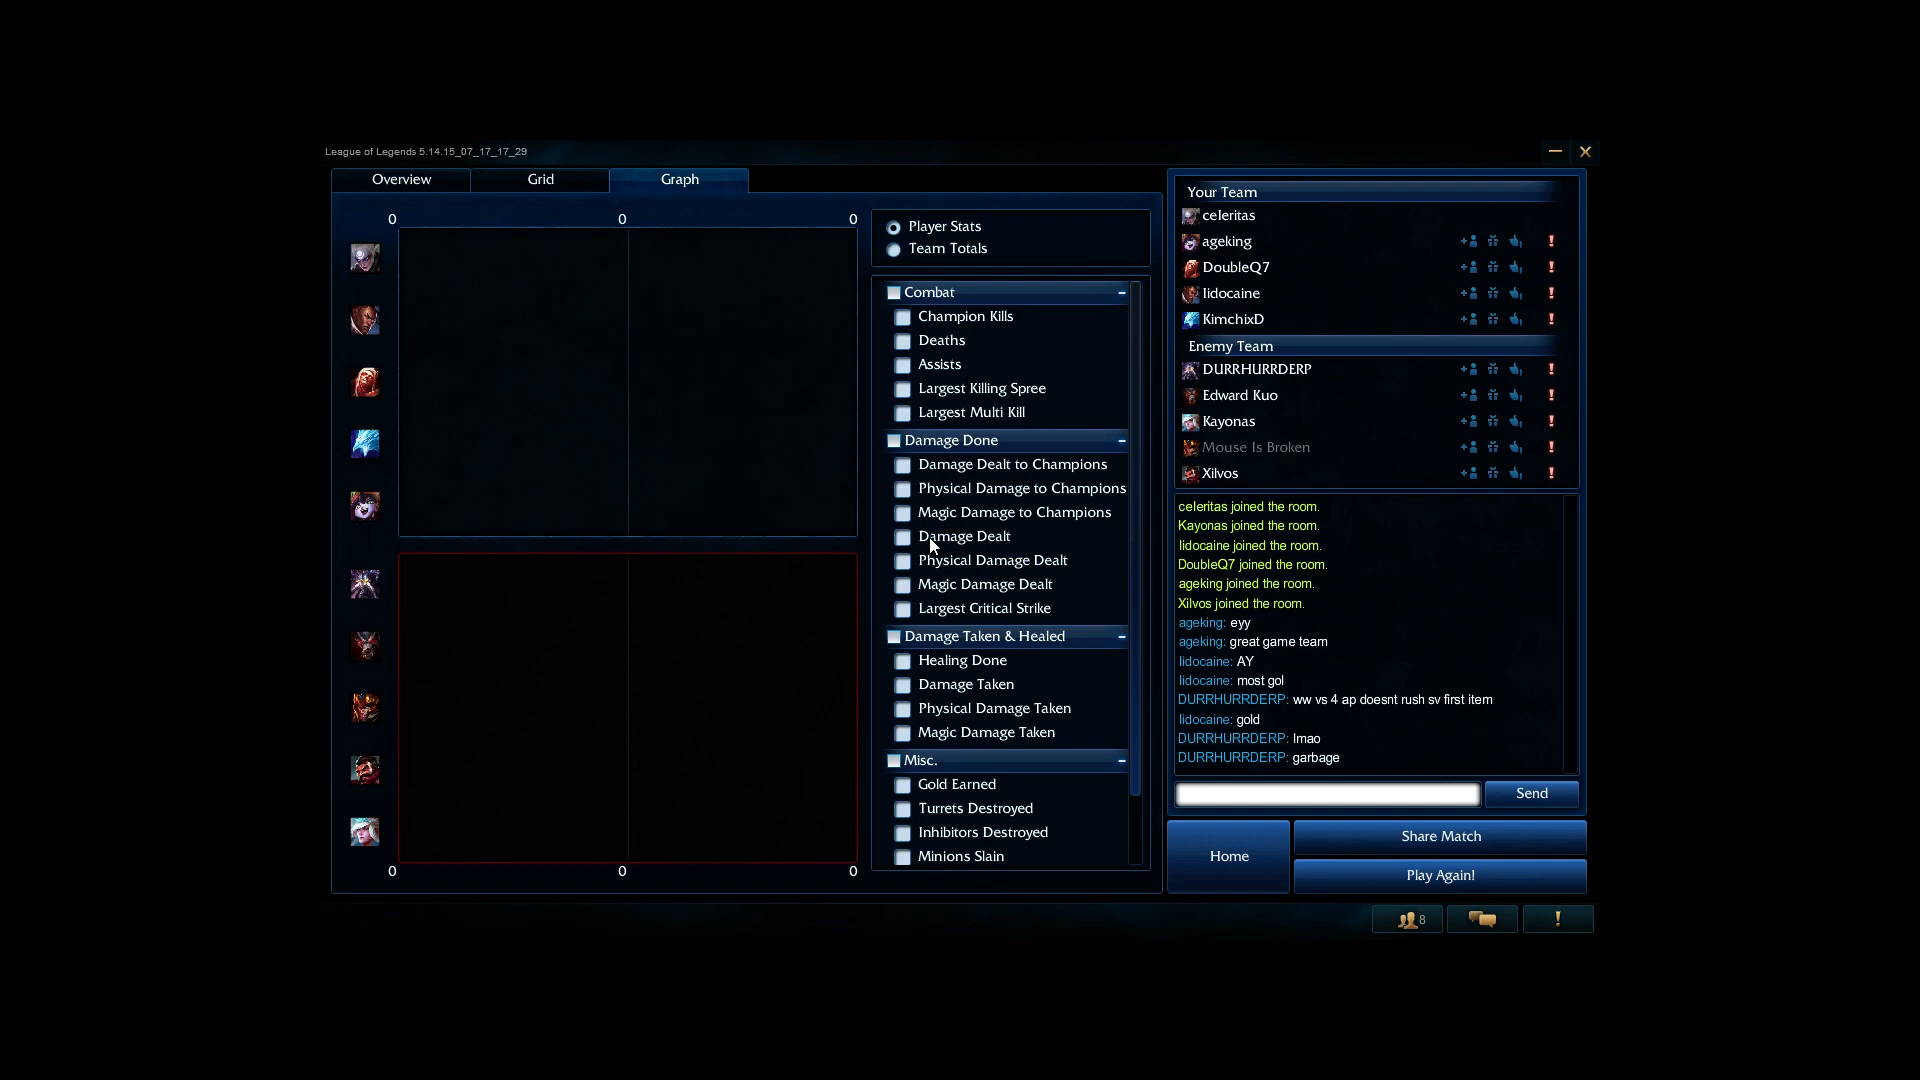 League of Legends 5.14.15_07_17_17_29
Overview
Grid
Graph
0 0 0
0 0 0
Player Stats
Team Totals
Combat
Champion Kills
Deaths
Assists
Largest Killing Spree
Largest Multi Kill
Damage Done
Damage Dealt to Champions
Physical Damage to Champions
Magic Damage to Champions
Damage Dealt
Physical Damage Dealt
Magic Damage Dealt
Largest Critical Strike
Damage Taken & Healed
Healing Done
Damage Taken
Physical Damage Taken
Magic Damage Taken
Misc.
Gold Earned
Turrets Destroyed
Inhibitors Destroyed
Minions Slain
Your Team
celeritas
ageking
DoubleQ7
lidocaine
KimchixD
Enemy Team
DURRHURRDERP
Edward Kuo
Kayonas
Mouse Is Broken
Xilvos
celeritas joined the room.
Kayonas joined the room.
lidocaine joined the room.
DoubleQ7 joined the room.
ageking joined the room.
Xilvos joined the room.
ageking: eyy
ageking: great game team
lidocaine: AY
lidocaine: most gol
DURRHURRDERP: ww vs 4 ap doesnt rush sv first item
lidocaine: gold
DURRHURRDERP: lmao
DURRHURRDERP: garbage
Send
Home
Share Match
Play Again!
8